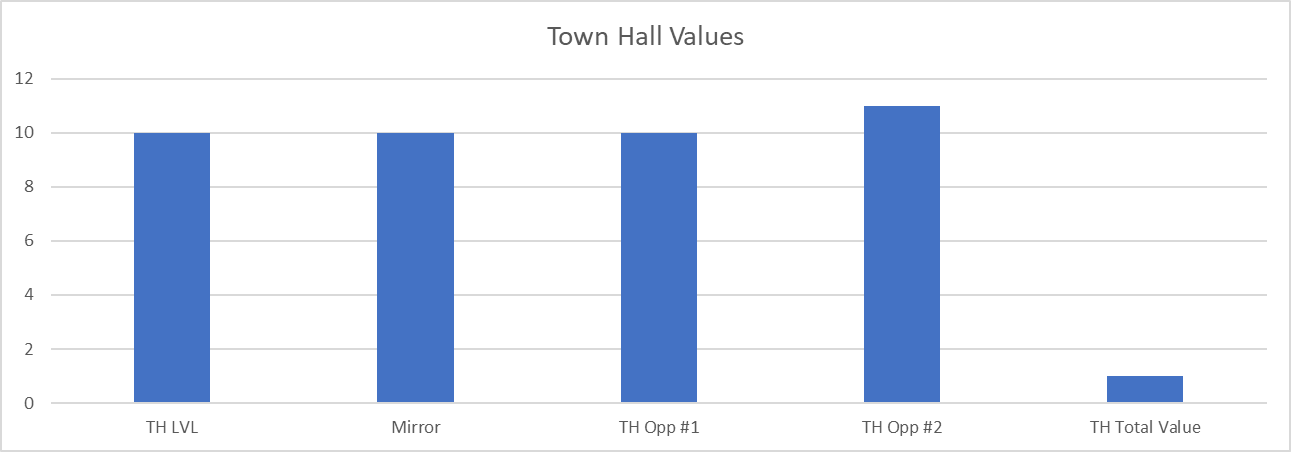 Town Hall Values
12
10
8
6
4
2
0
TH LVL
Mirror
TH Opp #1
TH Opp #2
TH Total Value